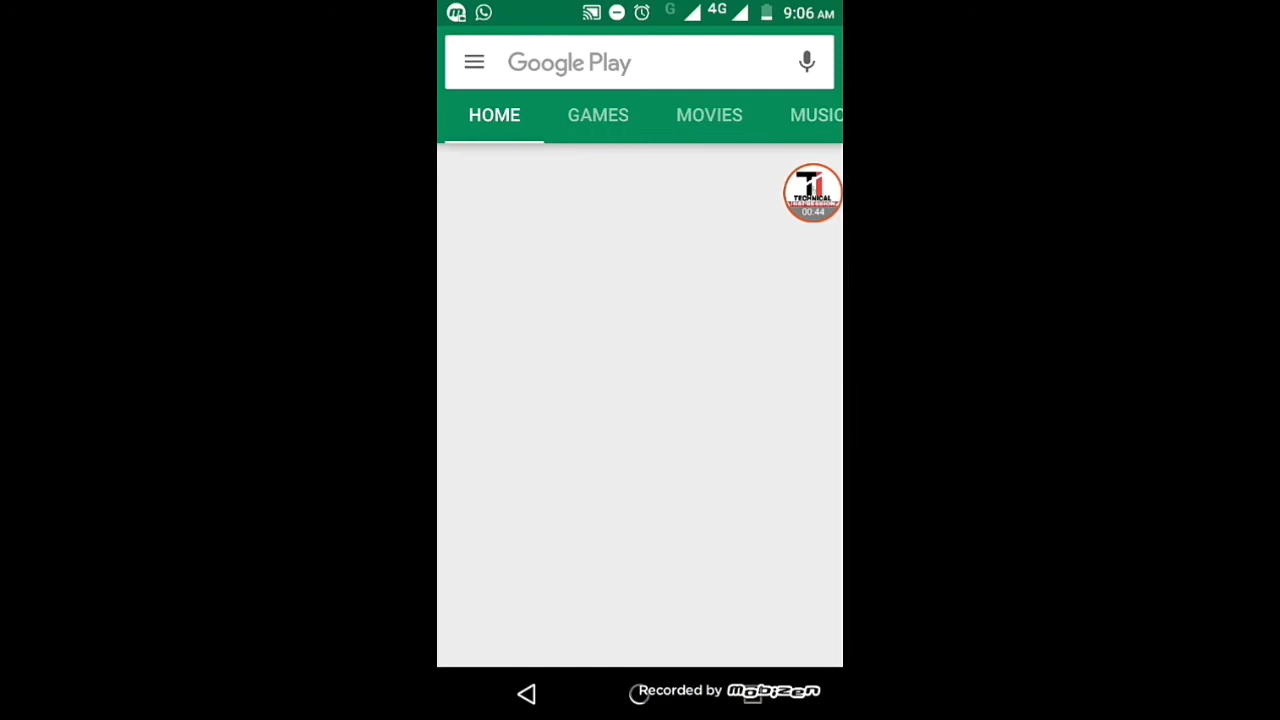 G 4G 9:06 AM
Google Play
HOME GAMES MOVIES MUSIC
TECHNICAL
00:44
Recorded by mobizen